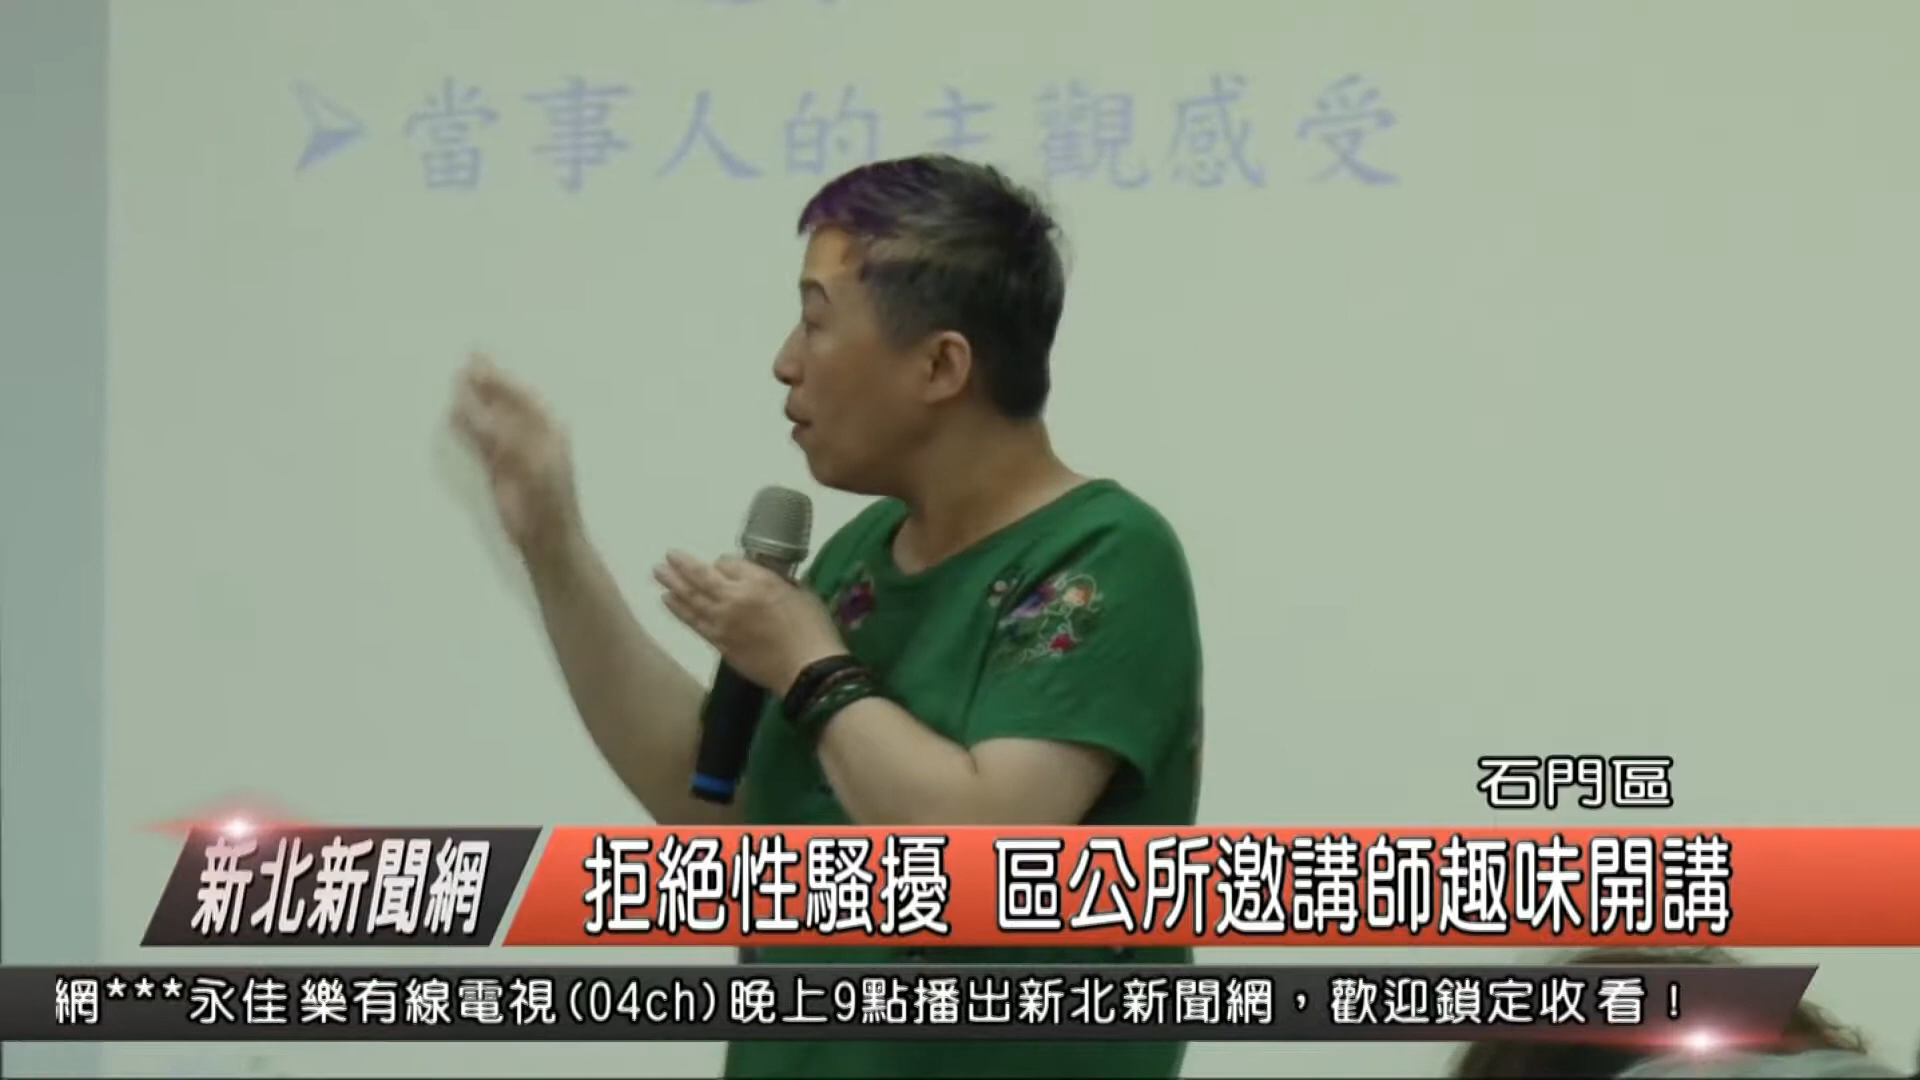 當事人的主觀感受
石門區
新北新聞網
拒絕性騷擾 區公所邀講師趣味開講
網***永佳樂有線電視(04ch)晚上9點播出新北新聞網，歡迎鎖定收看！